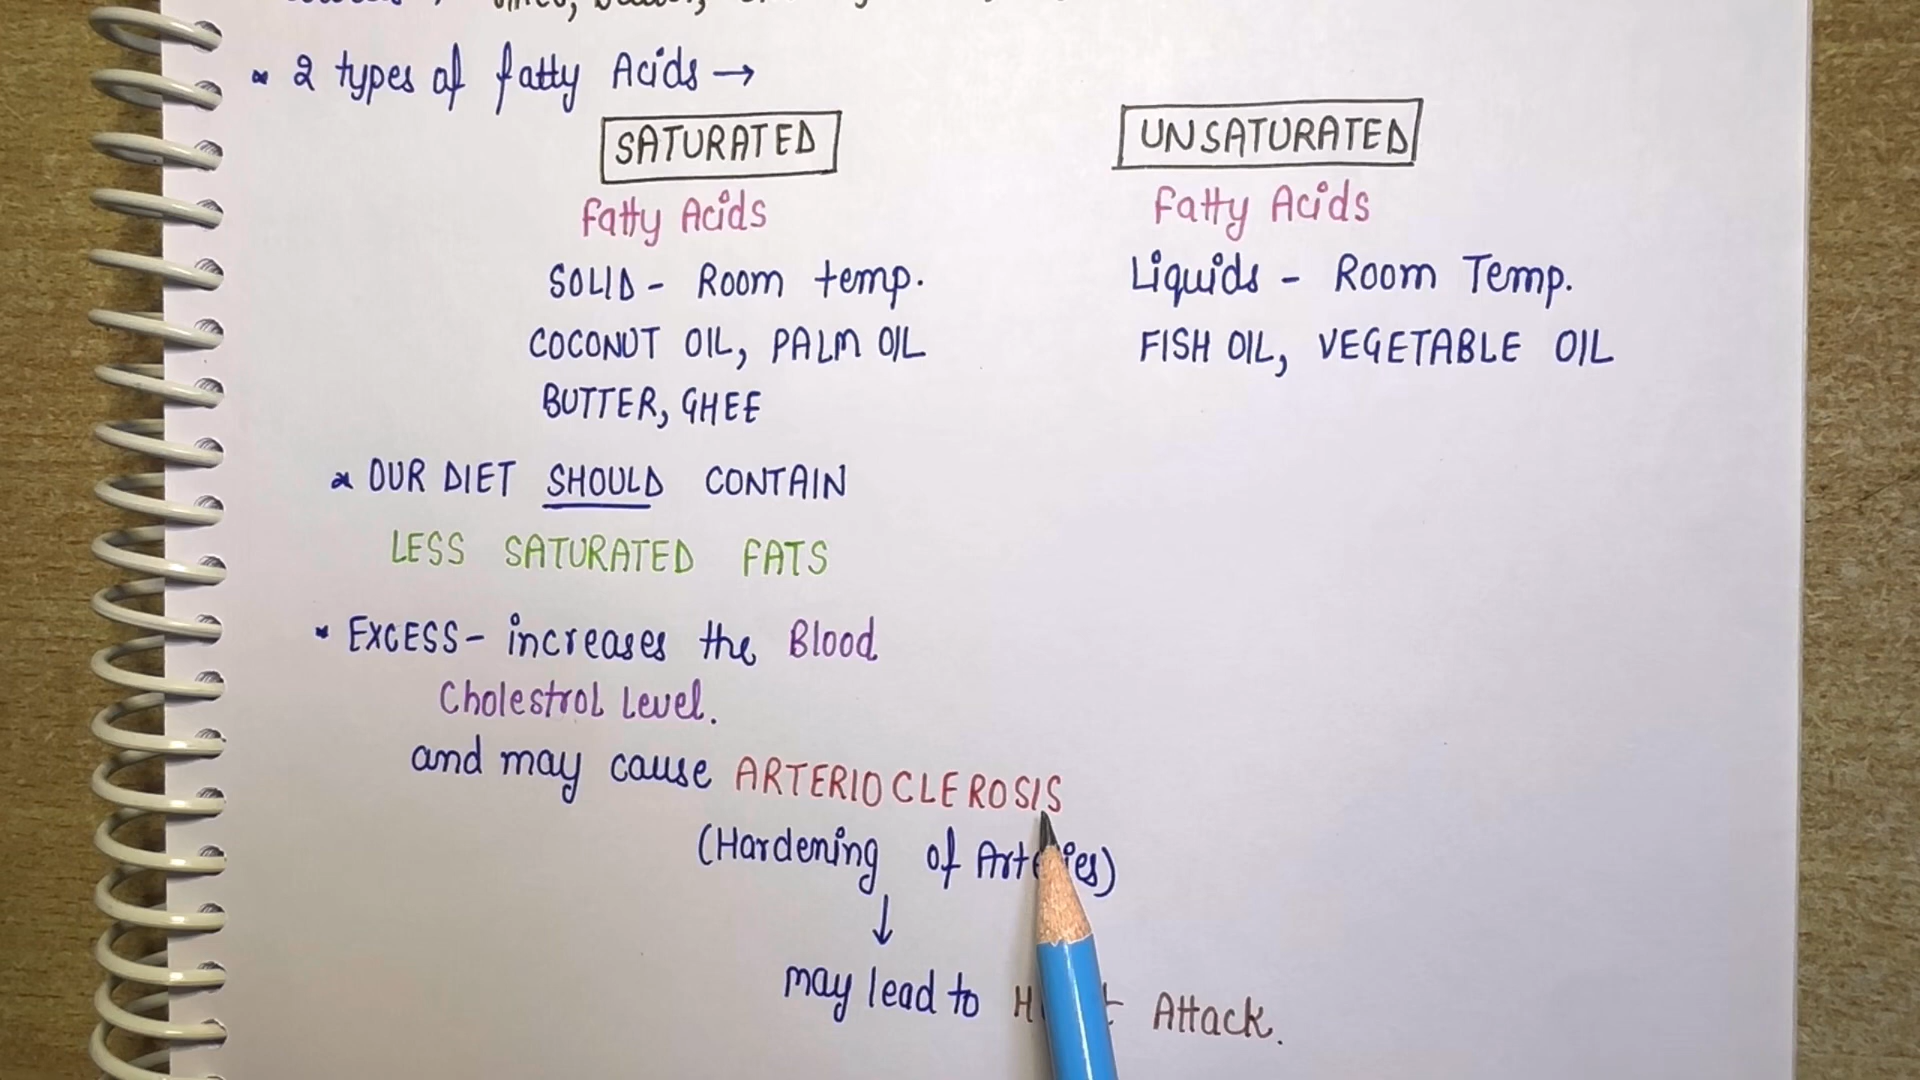 * 2 types of fatty Acids →
SATURATED
Fatty Acids
SOLID - Room temp.
COCONUT OIL, PALM OIL
BUTTER, GHEE
UNSATURATED
Fatty Acids
Liquids - Room Temp.
FISH OIL, VEGETABLE OIL
* OUR DIET SHOULD CONTAIN
LESS SATURATED FATS
* EXCESS - increases the Blood
Cholestrol Level.
and may cause ARTERIOCLEROSIS
(Hardening of Arteries)
↓
may lead to Attack.